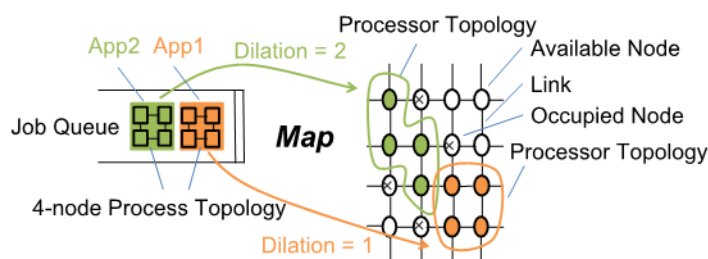 Processor Topology
App2
App1
Dilation = 2
Available Node
Link
Job Queue
Map
Occupied Node
Processor Topology
4-node Process Topology
Dilation = 1